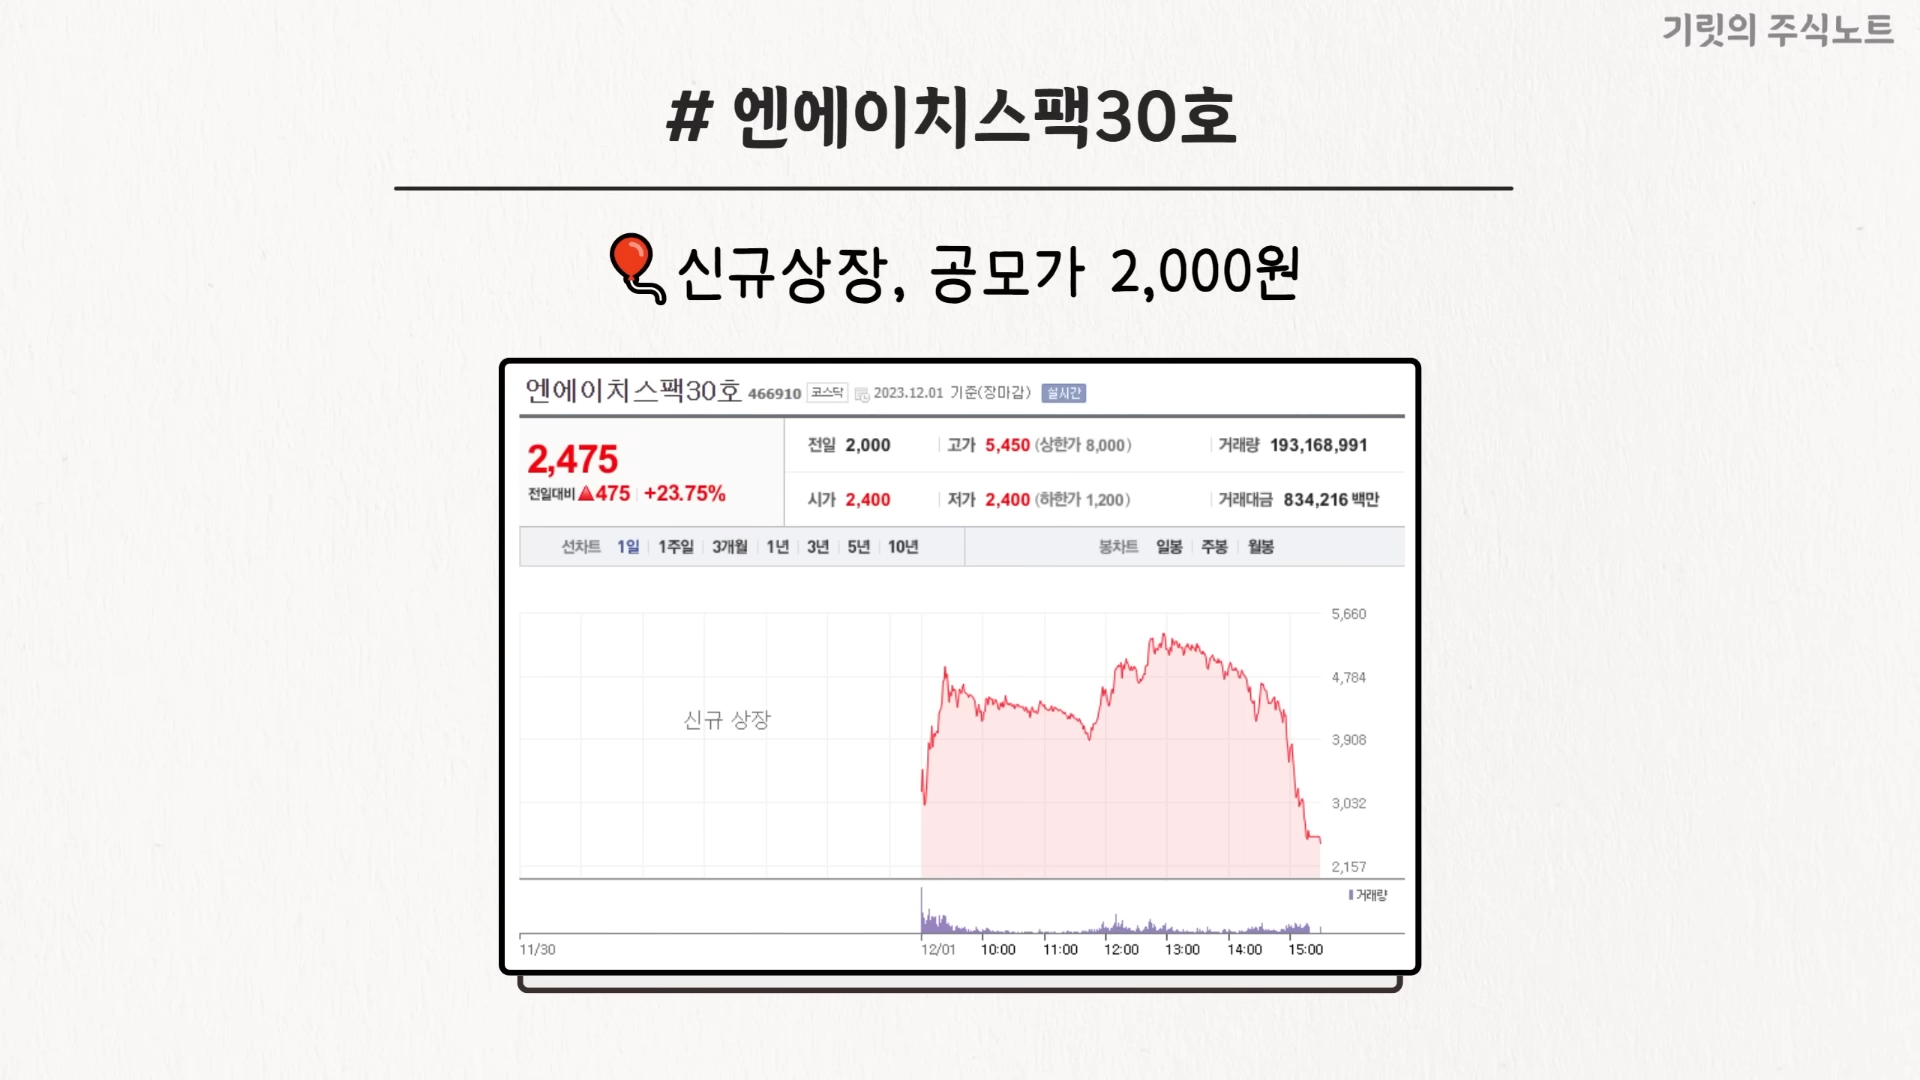 기릿의 주식노트
# 엔에이치스팩30호
신규상장, 공모가 2,000원
엔에이치스팩30호 466910 코스닥 2023.12.01 기준(장마감) 실시간
2,475
전일대비 ▲475 +23.75%
전일 2,000 고가 5,450 (상한가 8,000) 거래량 193,168,991
시가 2,400 저가 2,400 (하한가 1,200) 거래대금 834,216 백만
선차트 1일 1주일 3개월 1년 3년 5년 10년 봉차트 일봉 주봉 월봉
5,660
4,784
신규 상장
3,908
3,032
2,157
거래량
11/30 12/01 10:00 11:00 12:00 13:00 14:00 15:00